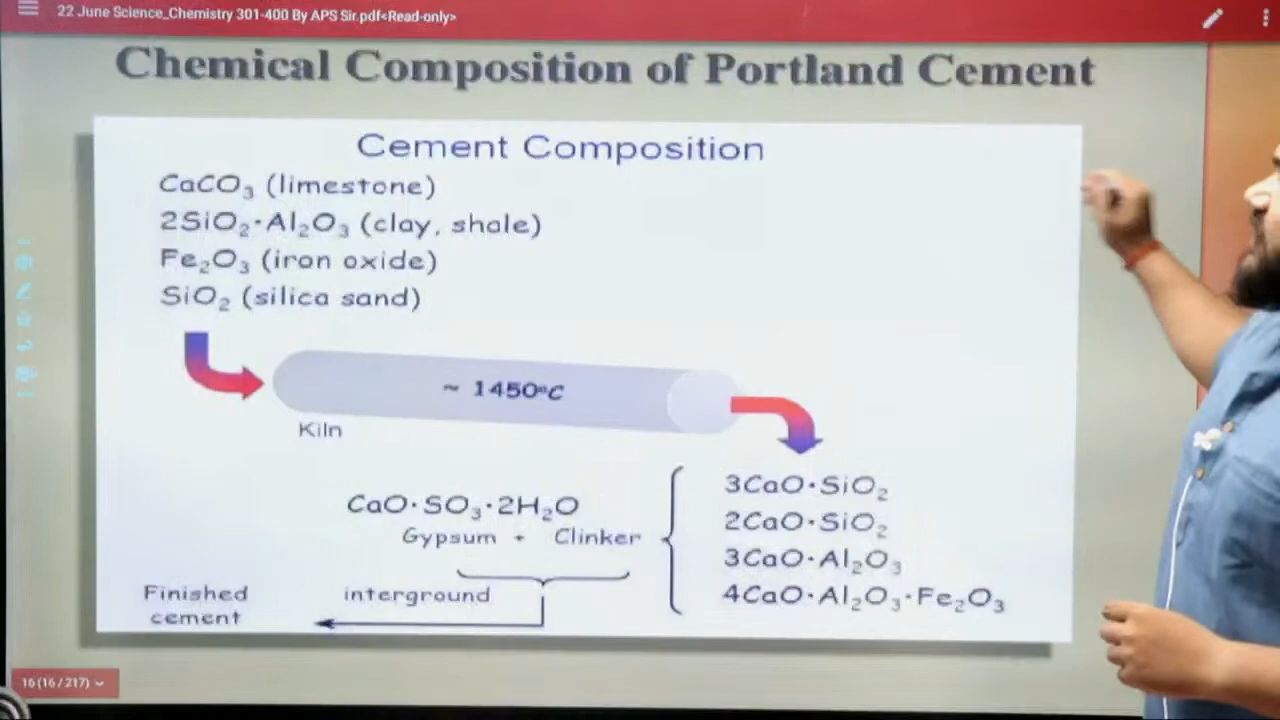 22 June Science_Chemistry 301-400 By APS Sir.pdf<Read-only>
Chemical Composition of Portland Cement
Cement Composition
CaCO₃ (limestone)
2SiO₂·Al₂O₃ (clay, shale)
Fe₂O₃ (iron oxide)
SiO₂ (silica sand)
~ 1450ºC
Kiln
3CaO·SiO₂
2CaO·SiO₂
3CaO·Al₂O₃
4CaO·Al₂O₃·Fe₂O₃
CaO·SO₃·2H₂O
Gypsum + Clinker
interground
Finished
cement
16(16/217)